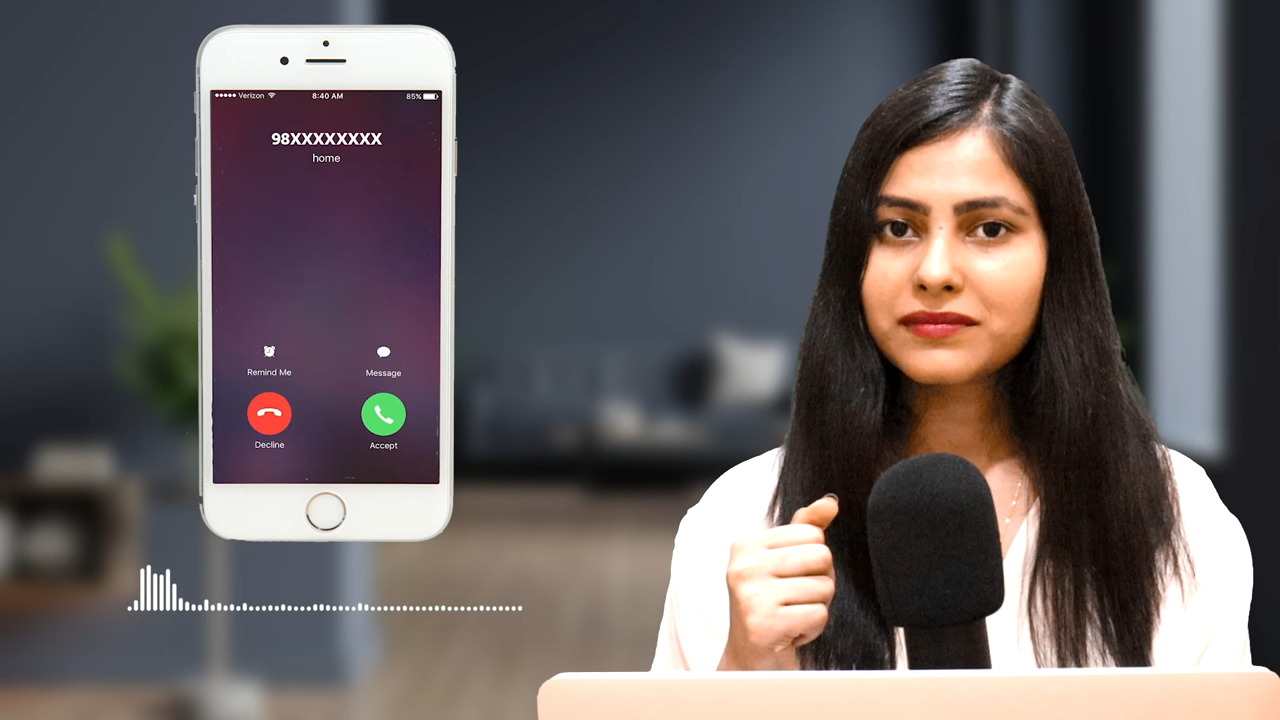 Verizon 8:40 AM 85%
98XXXXXXXX
home
Remind Me Message
Decline Accept